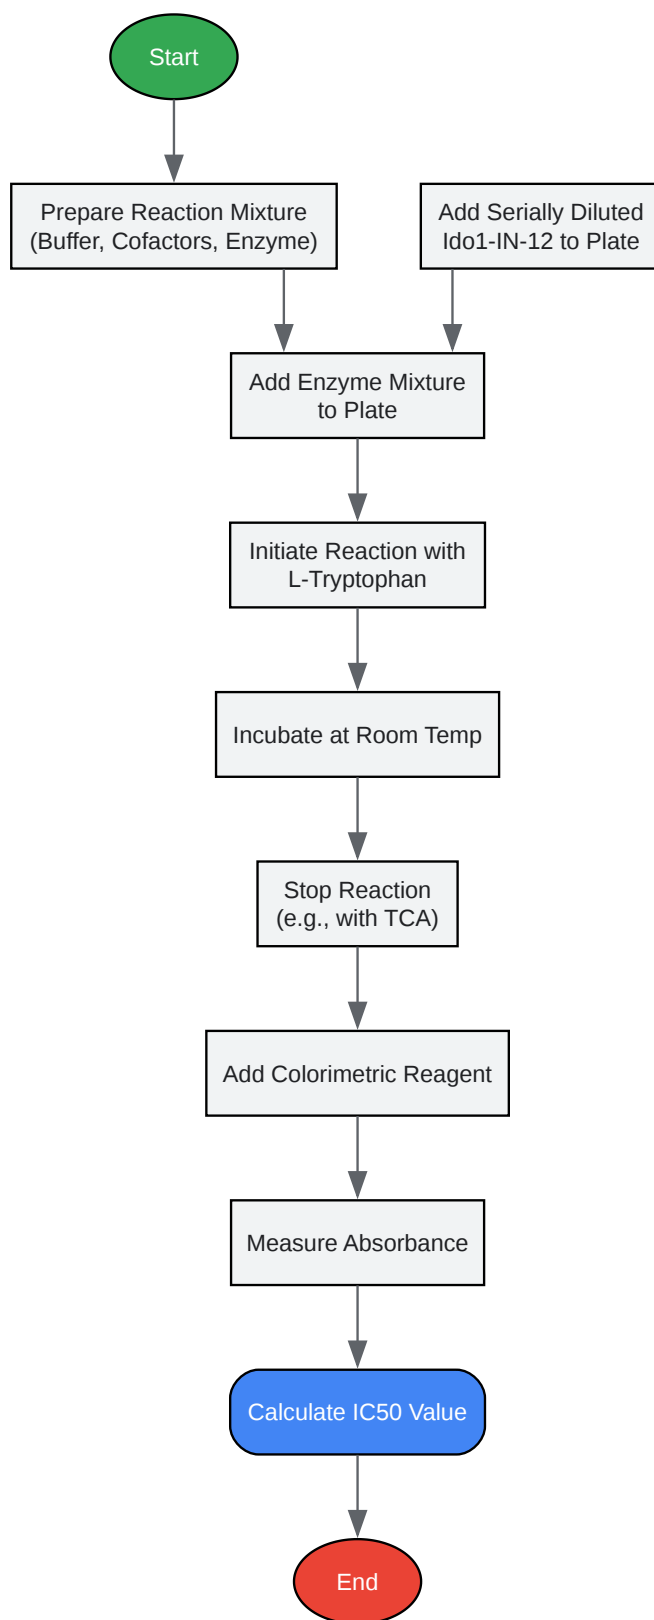 Start
Prepare Reaction Mixture
(Buffer, Cofactors, Enzyme)
Add Serially Diluted
Ido1-IN-12 to Plate
Add Enzyme Mixture
to Plate
Initiate Reaction with
L-Tryptophan
Incubate at Room Temp
Stop Reaction
(e.g., with TCA)
Add Colorimetric Reagent
Measure Absorbance
Calculate IC50 Value
End